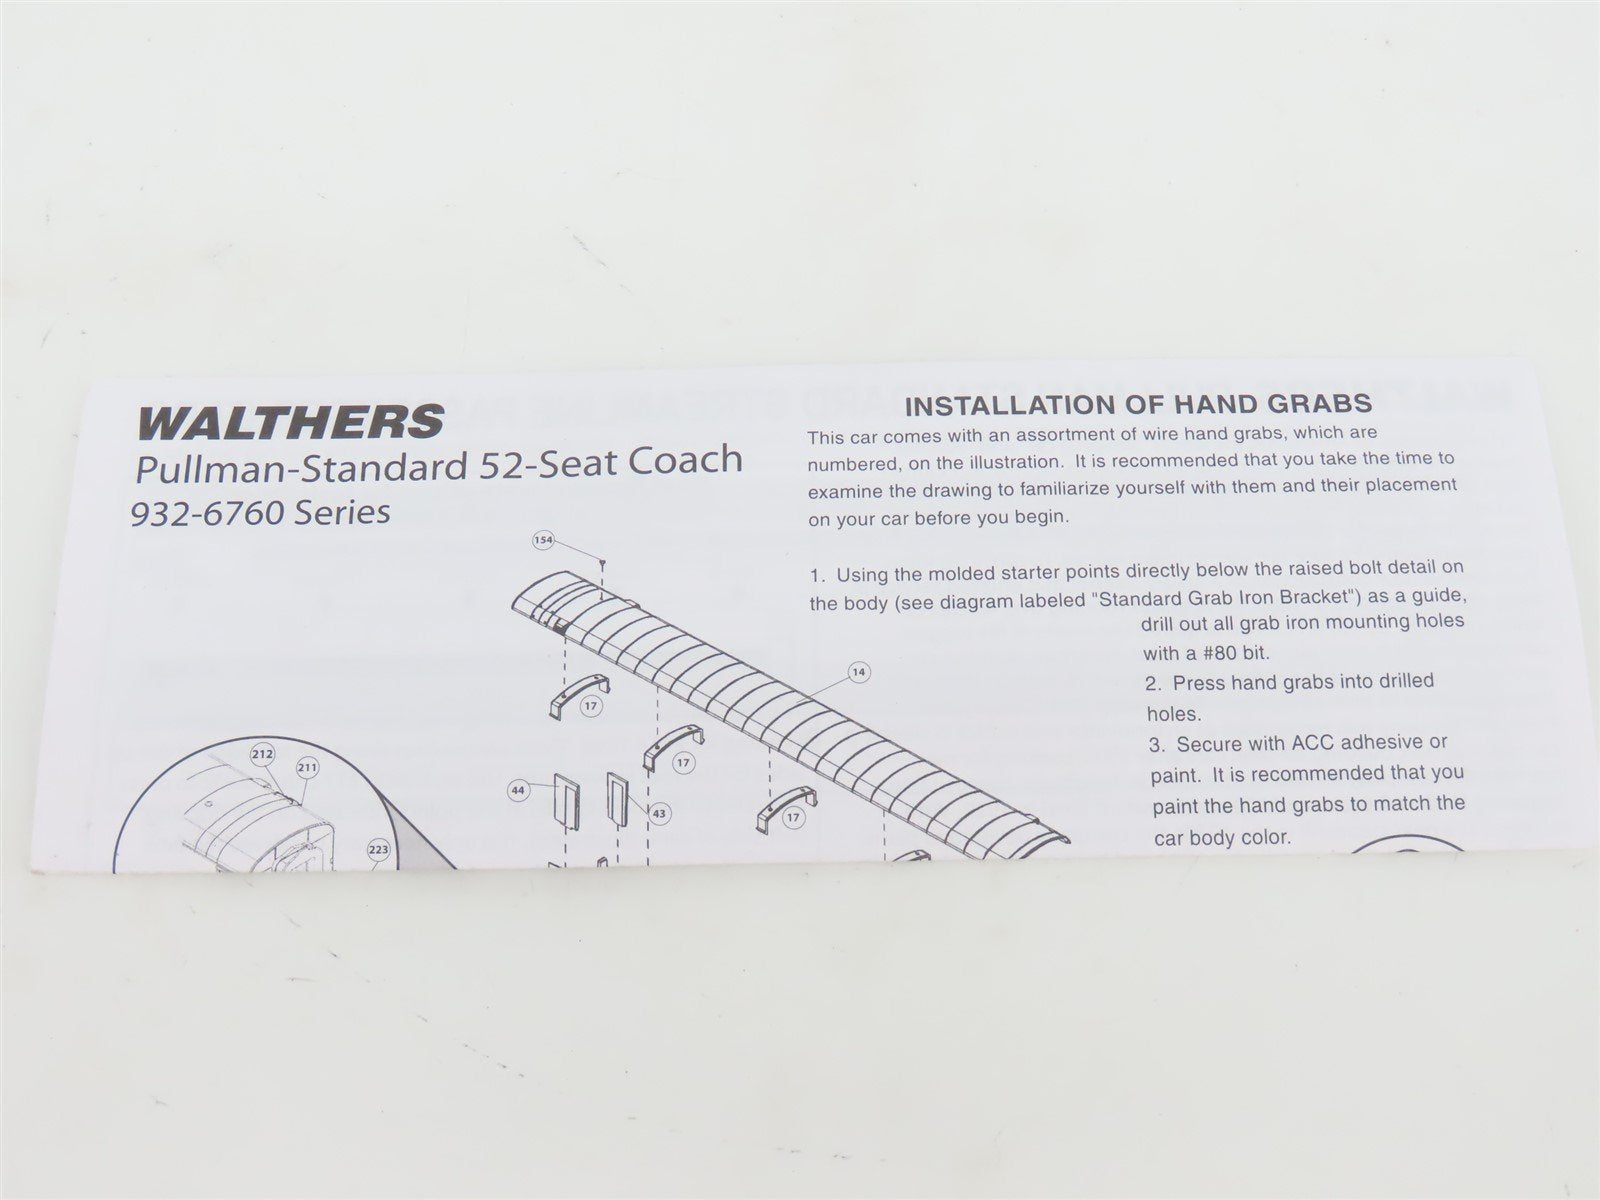 WALTHERS
Pullman-Standard 52-Seat Coach
932-6760 Series
INSTALLATION OF HAND GRABS
This car comes with an assortment of wire hand grabs, which are
numbered, on the illustration. It is recommended that you take the time to
examine the drawing to familiarize yourself with them and their placement
on your car before you begin.
1. Using the molded starter points directly below the raised bolt detail on
the body (see diagram labeled "Standard Grab Iron Bracket") as a guide,
drill out all grab iron mounting holes
with a #80 bit.
2. Press hand grabs into drilled
holes.
3. Secure with ACC adhesive or
paint. It is recommended that you
paint the hand grabs to match the
car body color.
154
14
17
17
17
44
43
212
211
223